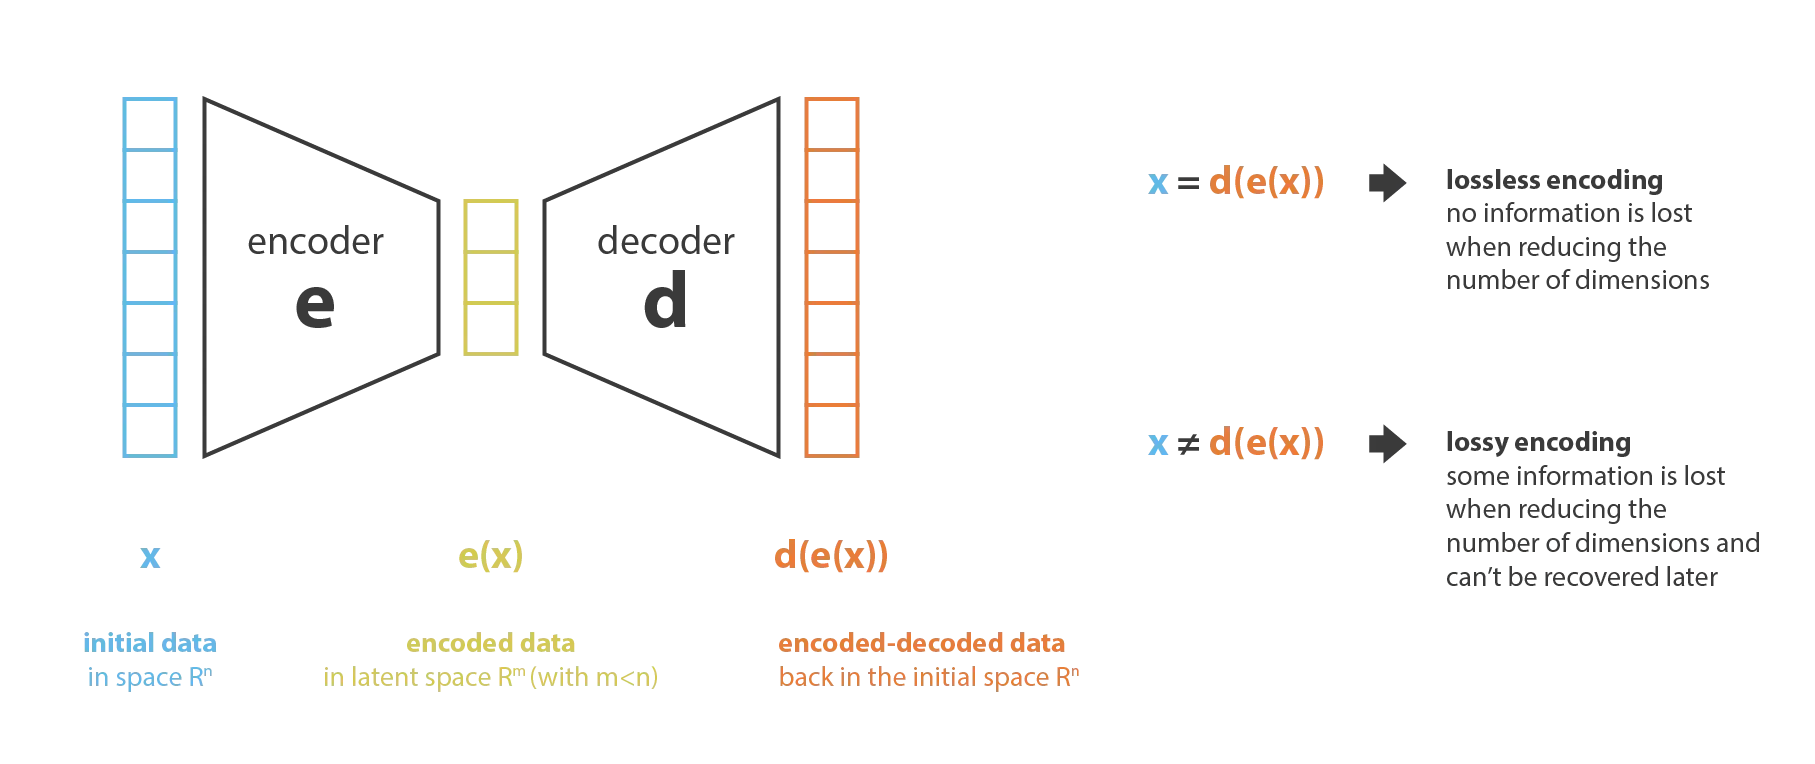 encoder
e
decoder
d
x
e(x)
d(e(x))
initial data
in space Rⁿ
encoded data
in latent space Rᵐ (with m<n)
encoded-decoded data
back in the initial space Rⁿ
x = d(e(x))
lossless encoding
no information is lost
when reducing the
number of dimensions
x ≠ d(e(x))
lossy encoding
some information is lost
when reducing the
number of dimensions and
can’t be recovered later